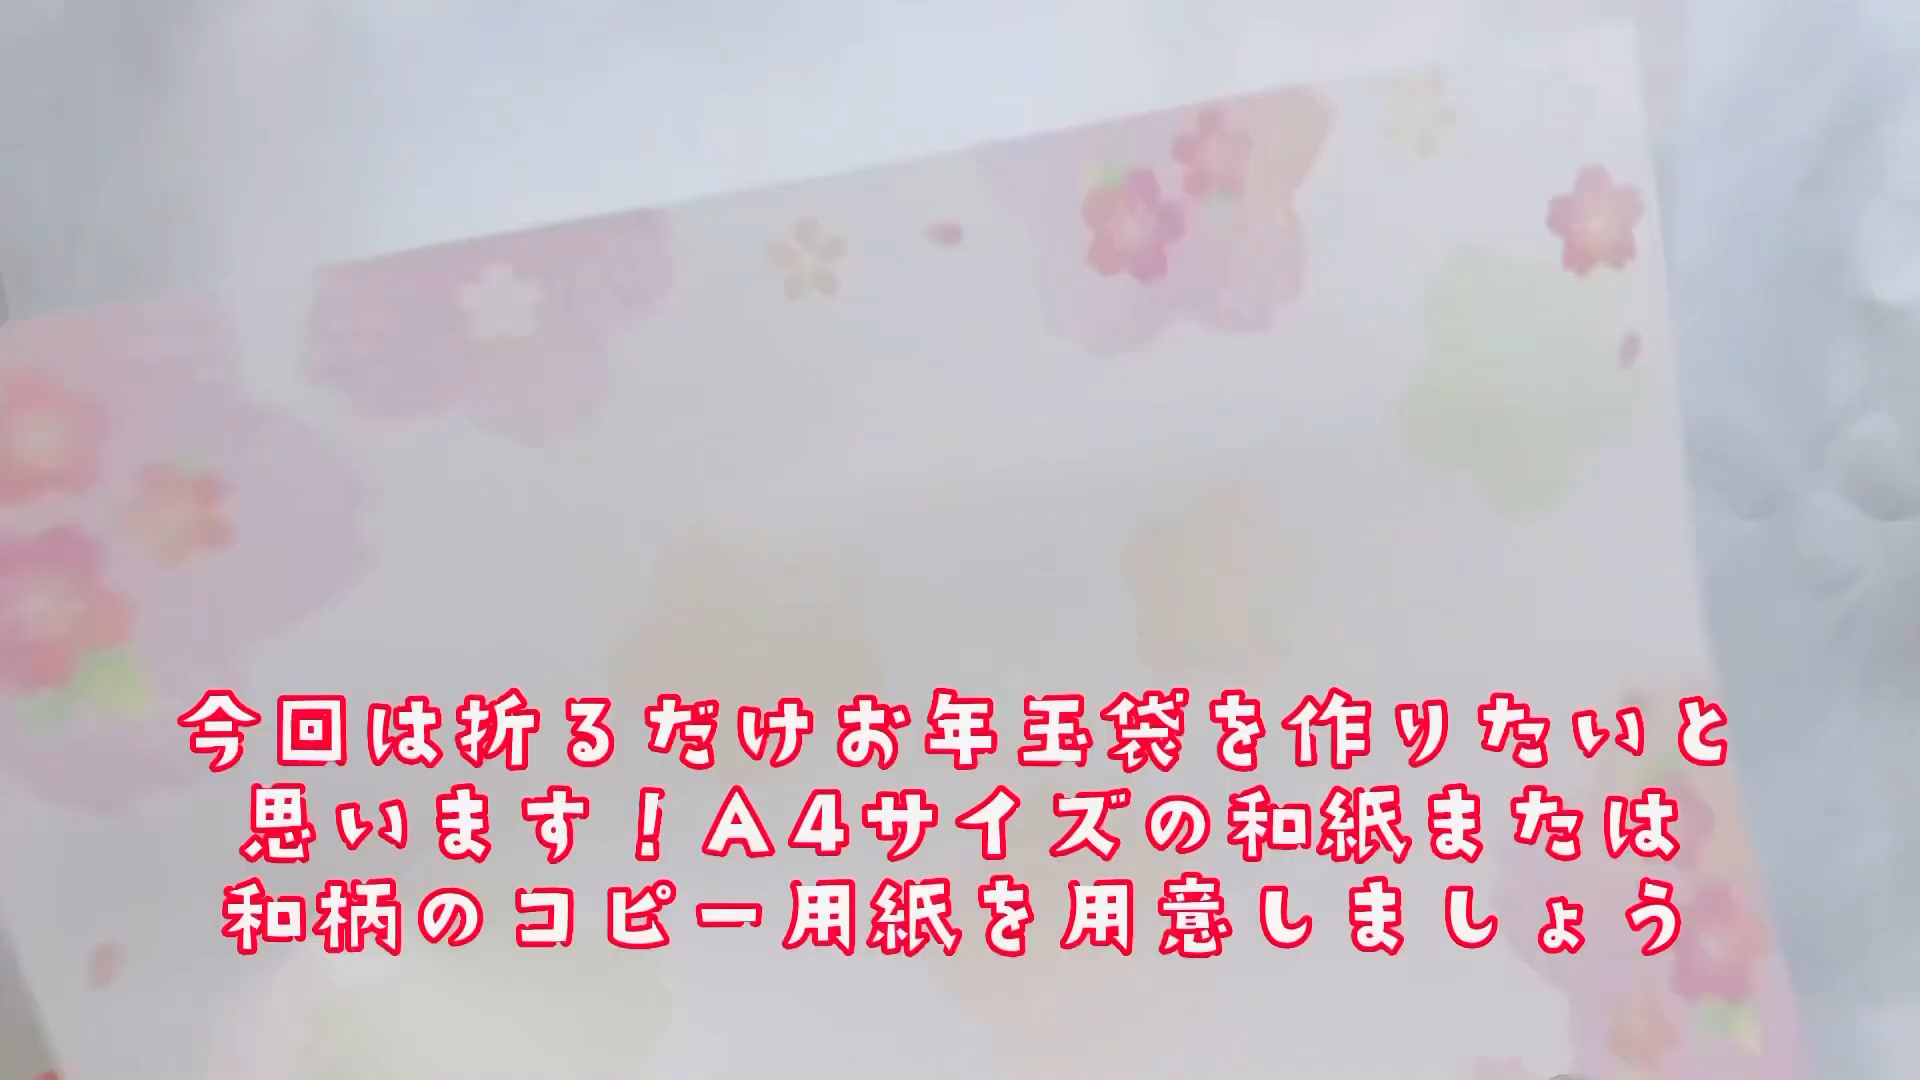 今回は折るだけお年玉袋を作りたいと
思います！A4サイズの和紙または
和柄のコピー用紙を用意しましょう